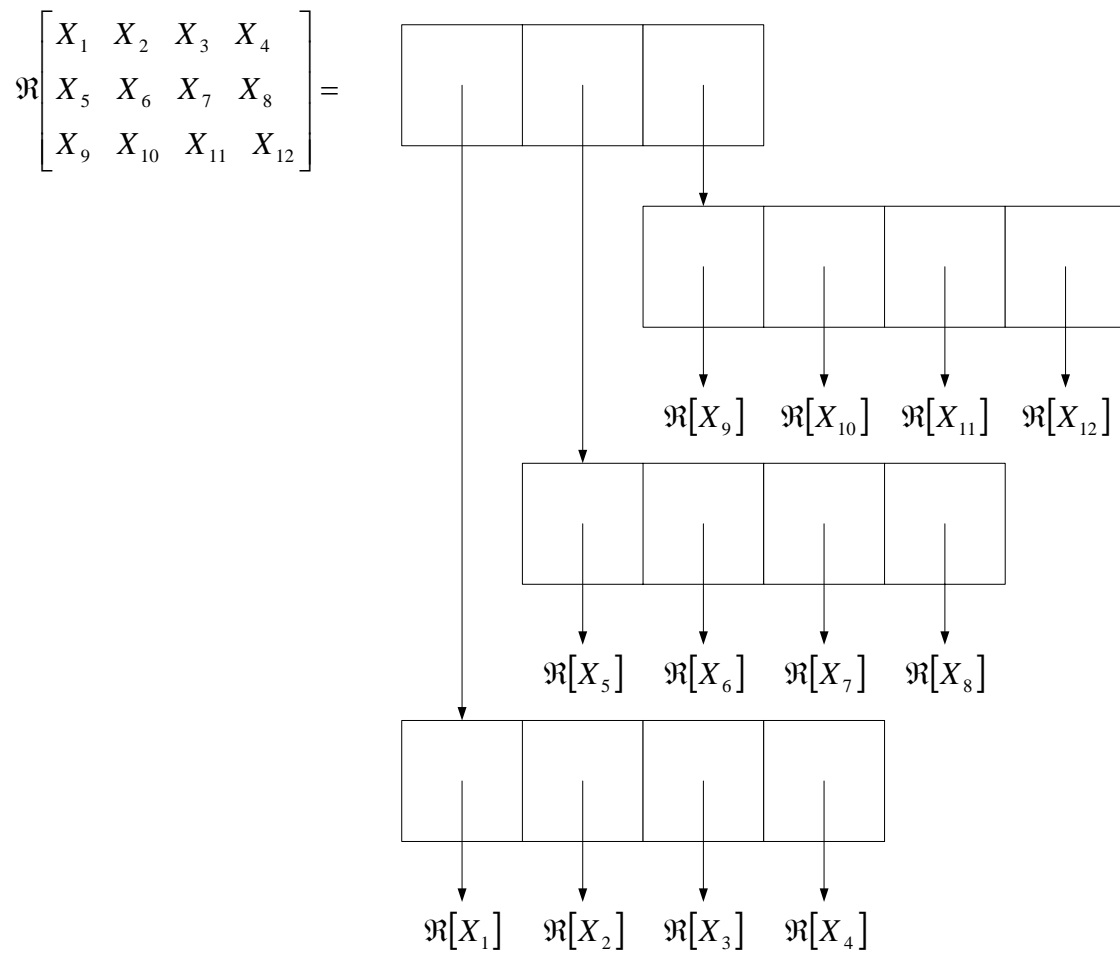 X₁ X₂ X₃ X₄
ℜ[X₅ X₆ X₇ X₈] =
X₉ X₁₀ X₁₁ X₁₂
ℜ[X₉] ℜ[X₁₀] ℜ[X₁₁] ℜ[X₁₂]
ℜ[X₅] ℜ[X₆] ℜ[X₇] ℜ[X₈]
ℜ[X₁] ℜ[X₂] ℜ[X₃] ℜ[X₄]